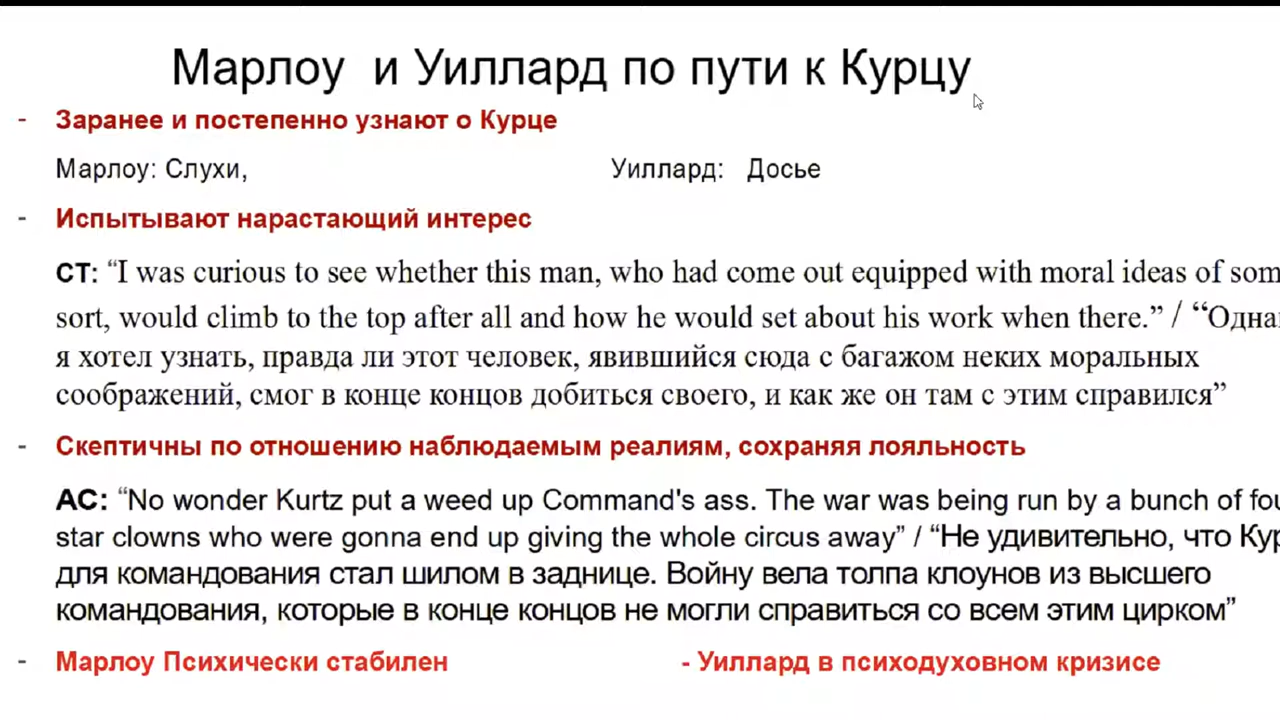 Марлоу и Уиллард по пути к Курцу
- Заранее и постепенно узнают о Курце
Марлоу: Слухи, Уиллард: Досье
- Испытывают нарастающий интерес
СТ: “I was curious to see whether this man, who had come out equipped with moral ideas of som
sort, would climb to the top after all and how he would set about his work when there.” / “Одна
я хотел узнать, правда ли этот человек, явившийся сюда с багажом неких моральных
соображений, смог в конце концов добиться своего, и как же он там с этим справился”
- Скептичны по отношению наблюдаемым реалиям, сохраняя лояльность
АС: “No wonder Kurtz put a weed up Command's ass. The war was being run by a bunch of fou
star clowns who were gonna end up giving the whole circus away” / “Не удивительно, что Кур
для командования стал шилом в заднице. Войну вела толпа клоунов из высшего
командования, которые в конце концов не могли справиться со всем этим цирком”
- Марлоу Психически стабилен - Уиллард в психодуховном кризисе